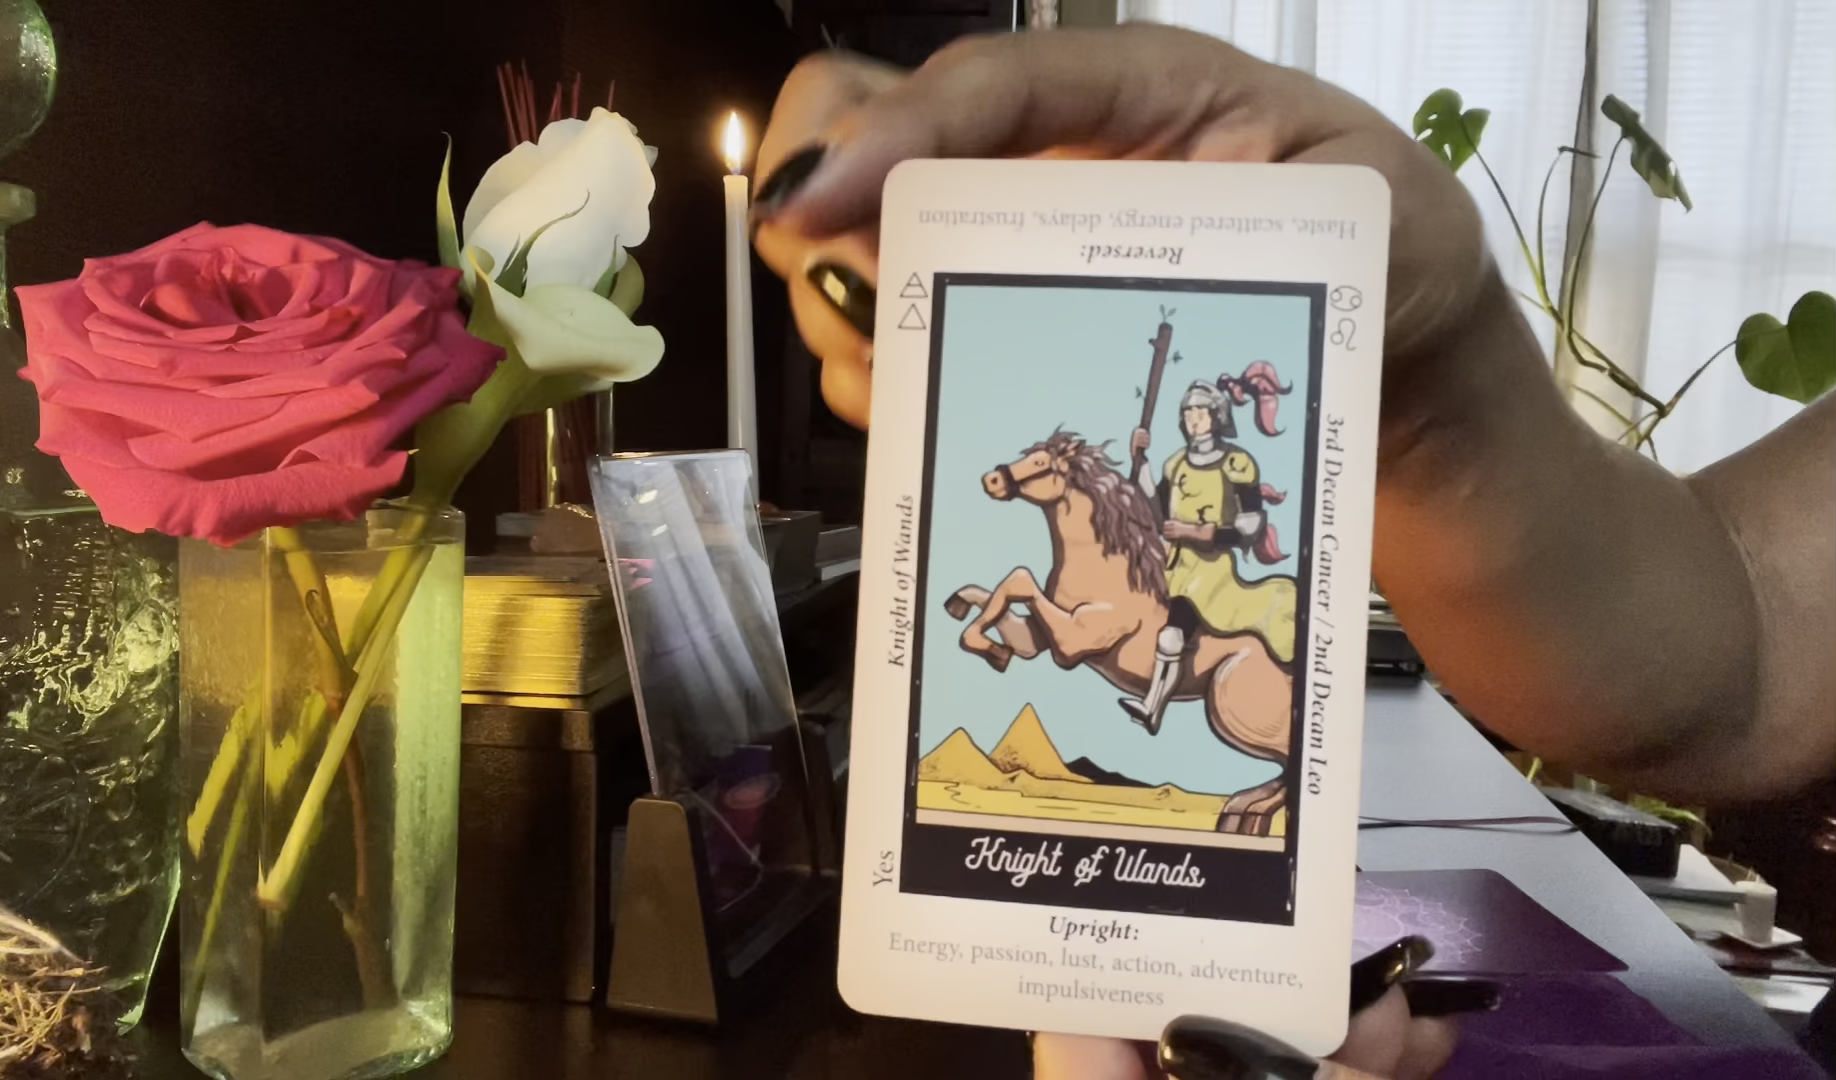 Haste, scattered energy, delays, frustration
Reversed:
Knight of Wands
Yes
3rd Decan Cancer / 2nd Decan Leo
Knight of Wands
Upright:
Energy, passion, lust, action, adventure,
impulsiveness